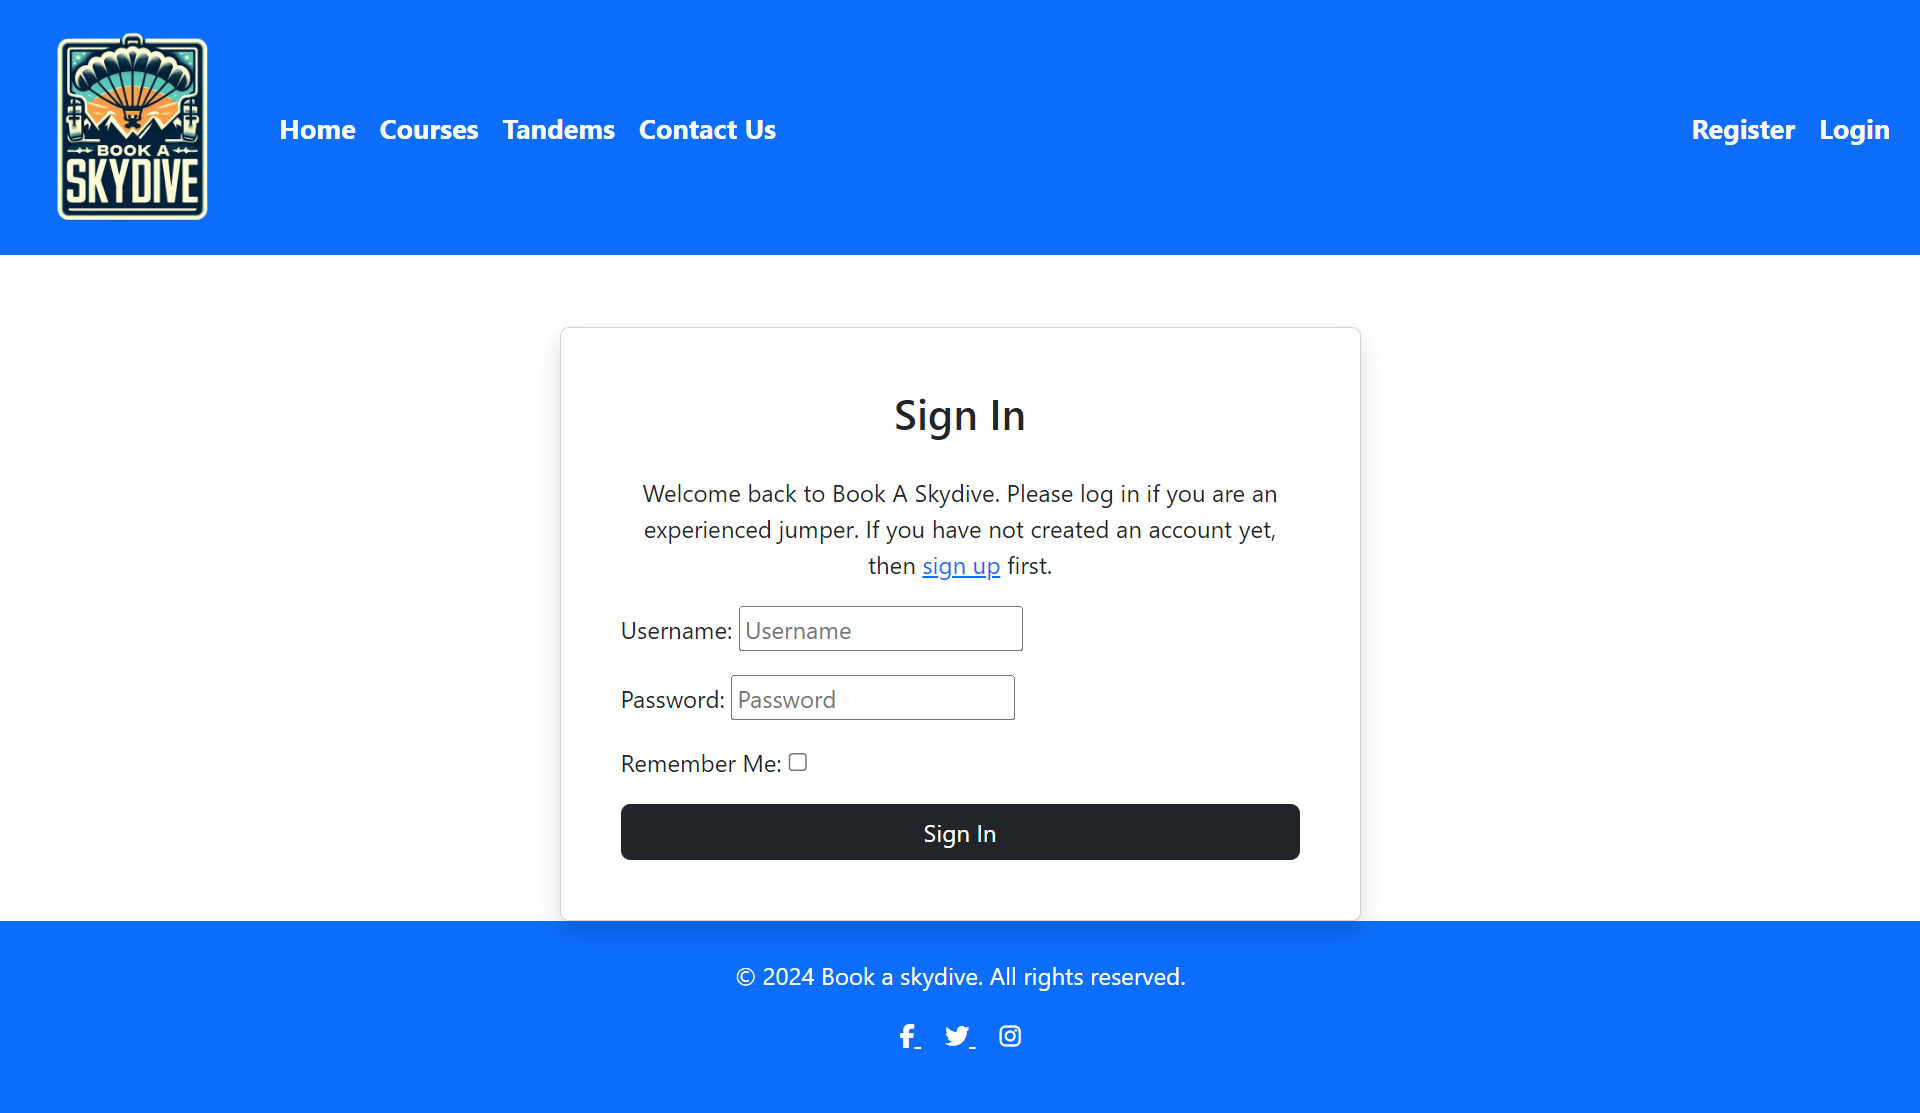 BOOK A
SKYDIVE
Home Courses Tandems Contact Us Register Login
Sign In
Welcome back to Book A Skydive. Please log in if you are an
experienced jumper. If you have not created an account yet,
then sign up first.
Username: Username
Password: Password
Remember Me:
Sign In
© 2024 Book a skydive. All rights reserved.